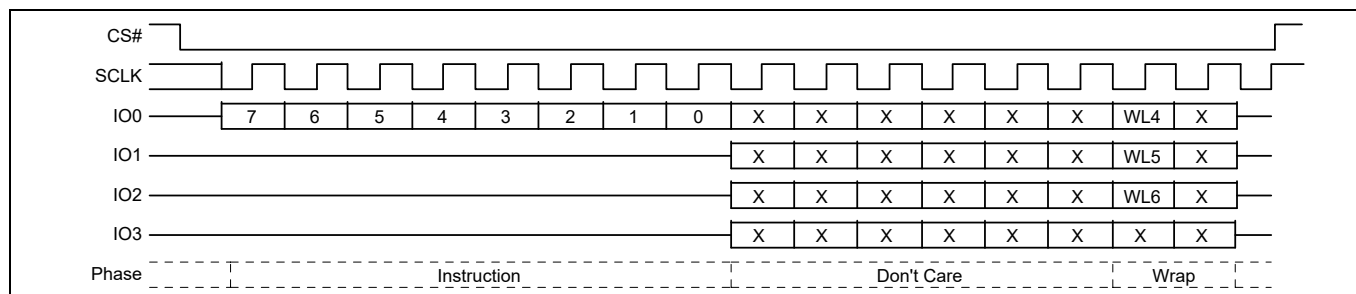 CS#
SCLK
IO0 7 6 5 4 3 2 1 0 X X X X X X WL4 X
IO1 X X X X X X WL5 X
IO2 X X X X X X WL6 X
IO3 X X X X X X X X
Phase Instruction Don't Care Wrap